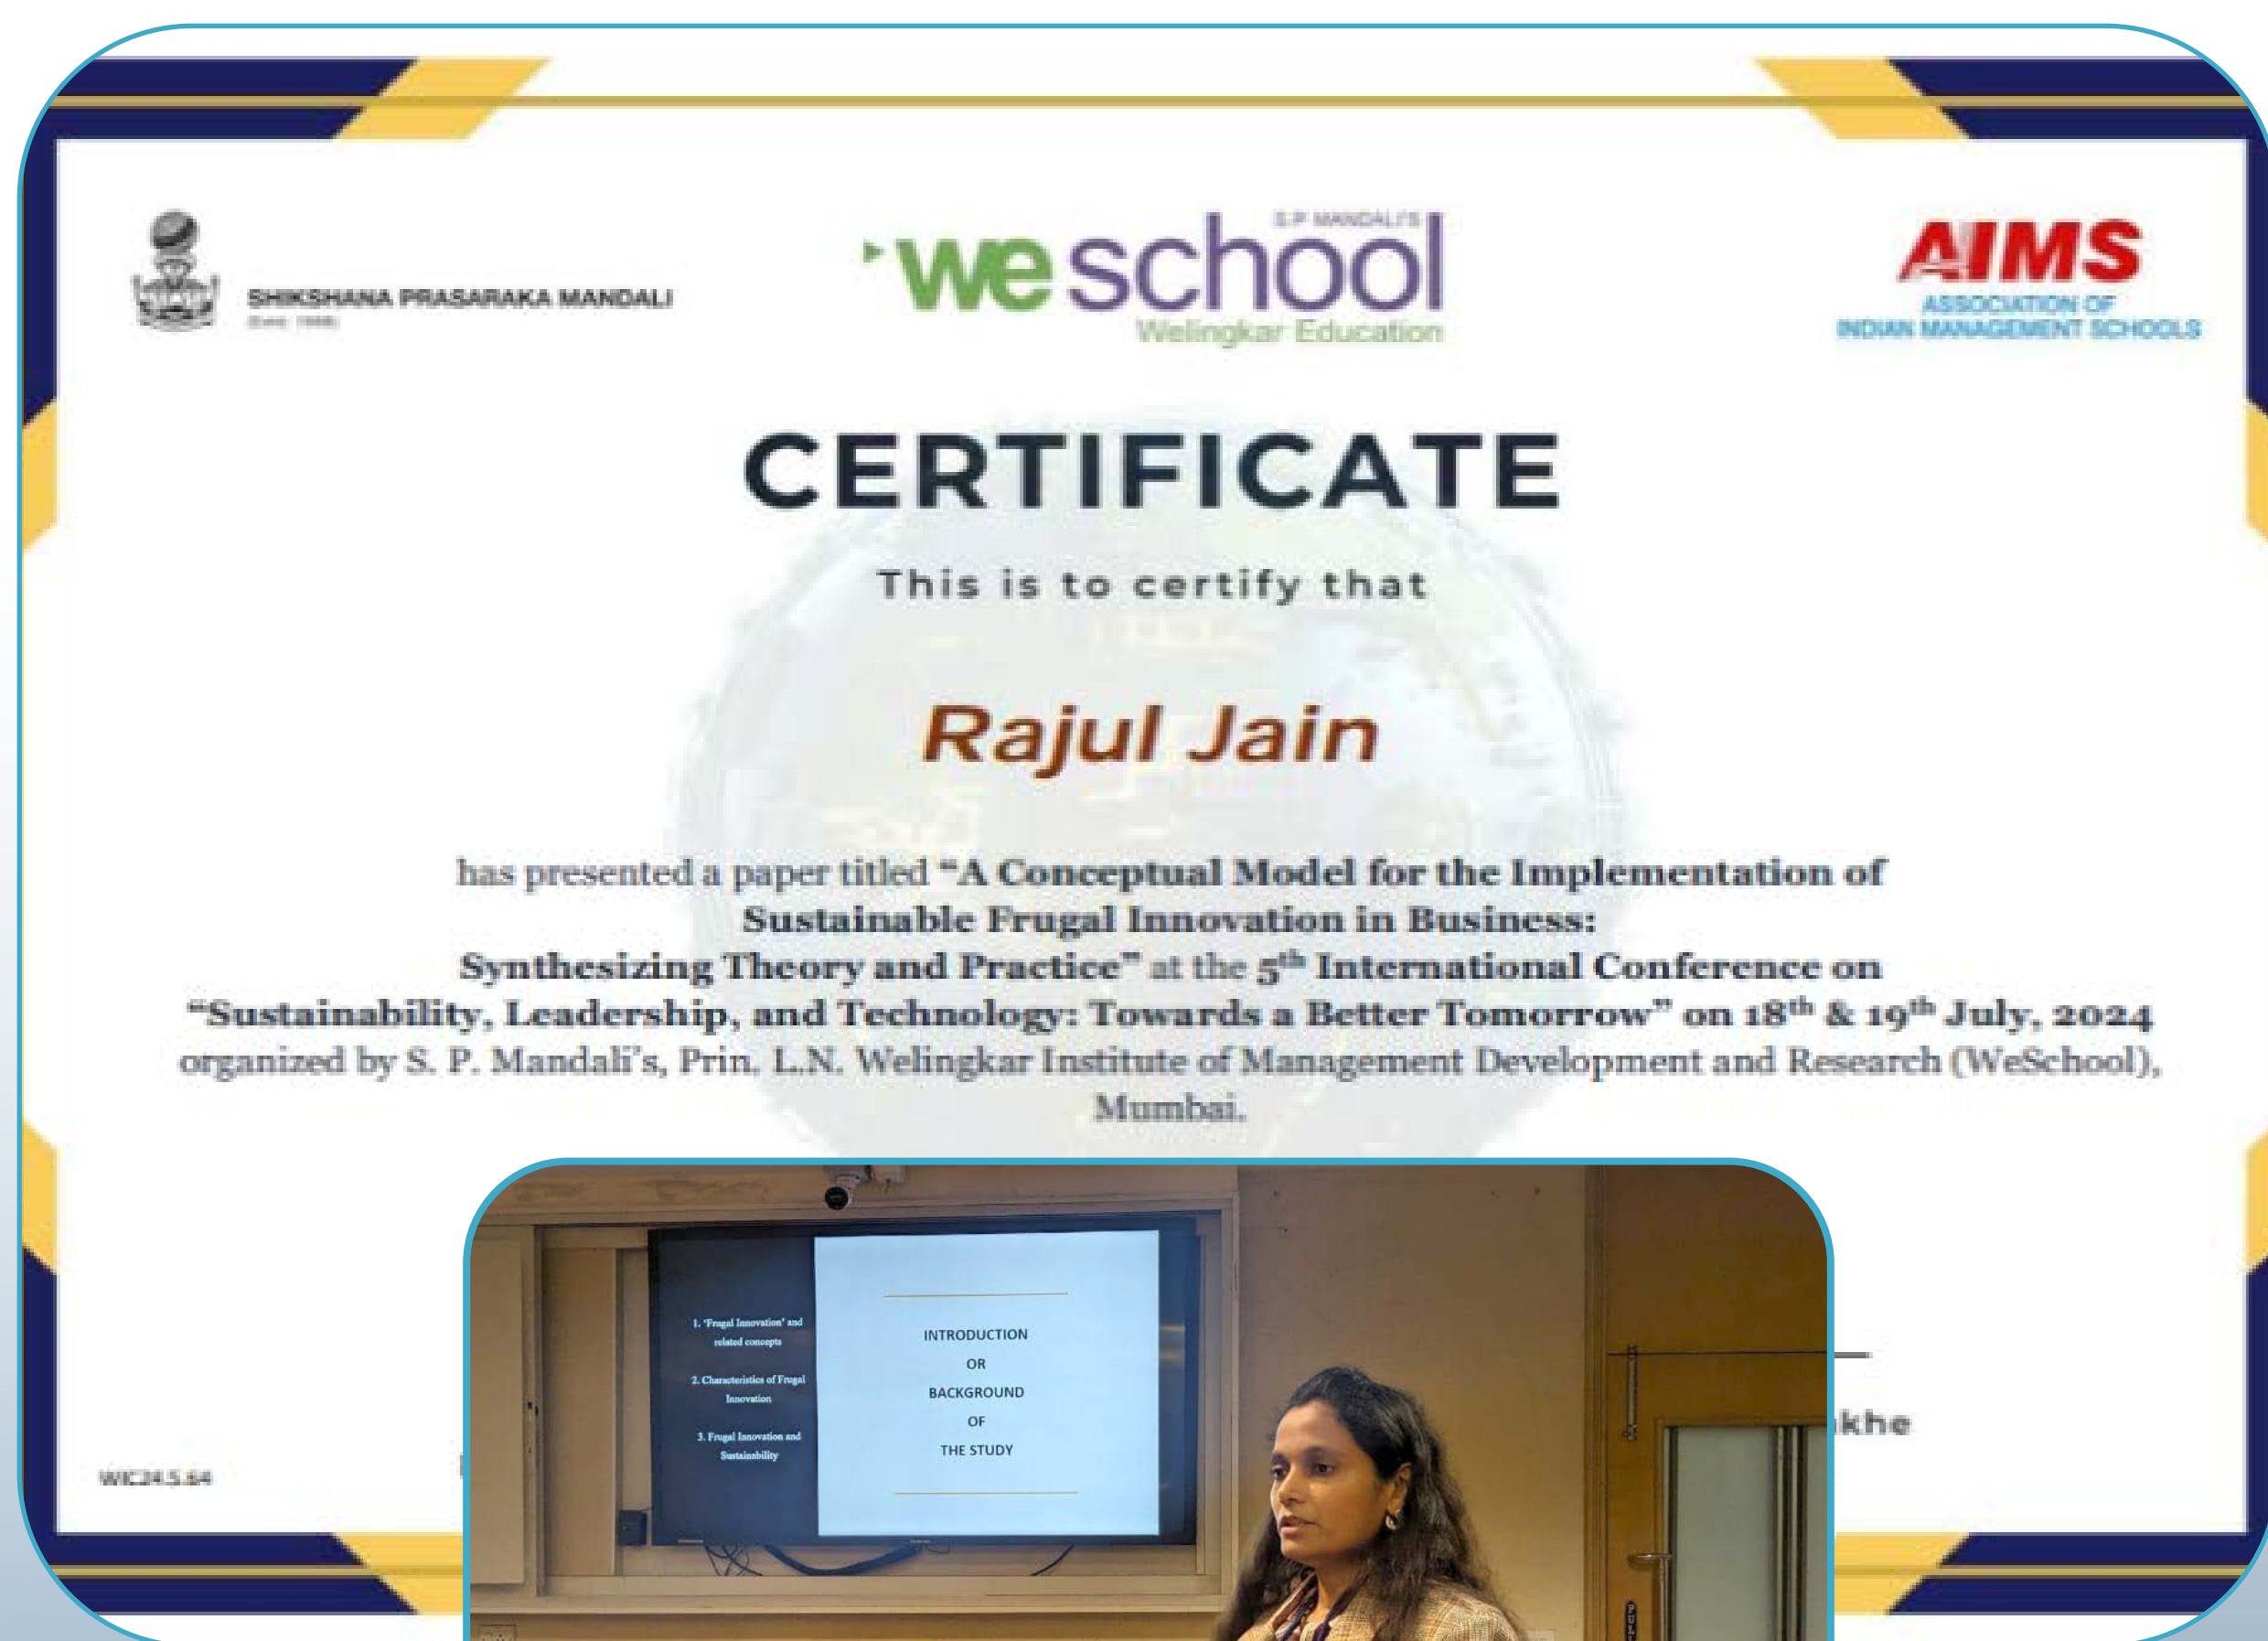 SHIKSHANA PRASARAKA MANDALI
S.P MANDALI'S
we school
Welingkar Education
AIMS
ASSOCIATION OF
INDIAN MANAGEMENT SCHOOLS
CERTIFICATE
This is to certify that
Rajul Jain
has presented a paper titled “A Conceptual Model for the Implementation of
Sustainable Frugal Innovation in Business:
Synthesizing Theory and Practice” at the 5th International Conference on
“Sustainability, Leadership, and Technology: Towards a Better Tomorrow” on 18th & 19th July, 2024
organized by S. P. Mandali's, Prin. L.N. Welingkar Institute of Management Development and Research (WeSchool),
Mumbai.
1. 'Frugal Innovation' and
related concepts
2. Characteristics of Frugal
Innovation
3. Frugal Innovation and
Sustainability
INTRODUCTION
OR
BACKGROUND
OF
THE STUDY
khe
WIC24.5.64